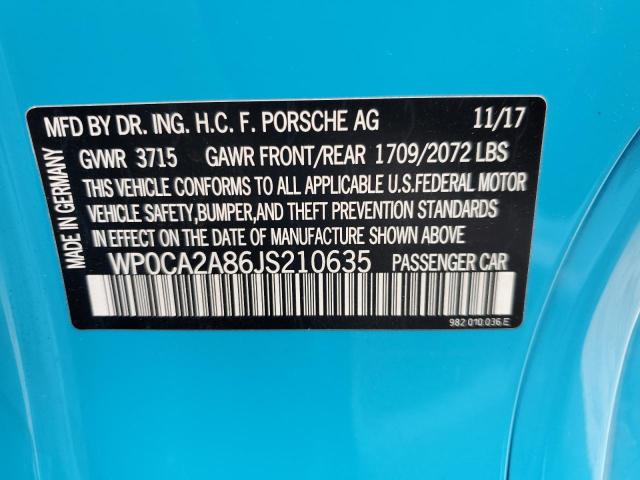 MFD BY DR. ING. H.C. F. PORSCHE AG 11/17
GVWR 3715 GAWR FRONT/REAR 1709/2072 LBS
THIS VEHICLE CONFORMS TO ALL APPLICABLE U.S.FEDERAL MOTOR
VEHICLE SAFETY,BUMPER,AND THEFT PREVENTION STANDARDS
IN EFFECT ON THE DATE OF MANUFACTURE SHOWN ABOVE.
WP0CA2A86JS210635 PASSENGER CAR
982 010 036 E
MADE IN GERMANY